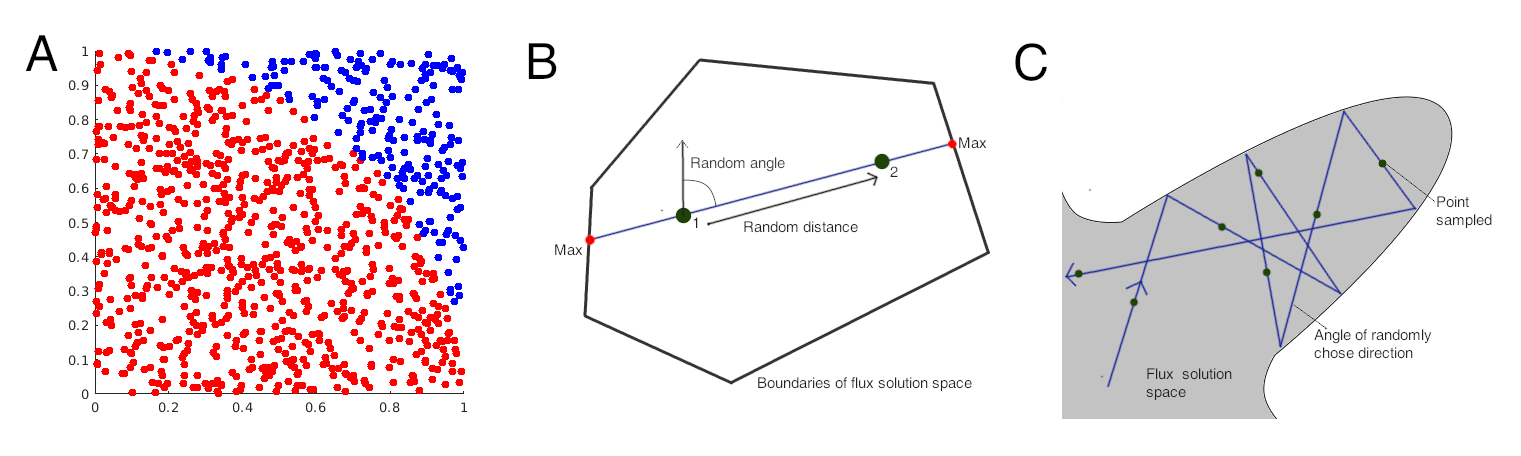 A
1
0.9
0.8
0.7
0.6
0.5
0.4
0.3
0.2
0.1
0
0
0.2
0.4
0.6
0.8
1
B
Random angle
Max
2
1
Random distance
Max
Boundaries of flux solution space
C
Point
sampled
Angle of randomly
chose direction
Flux solution
space